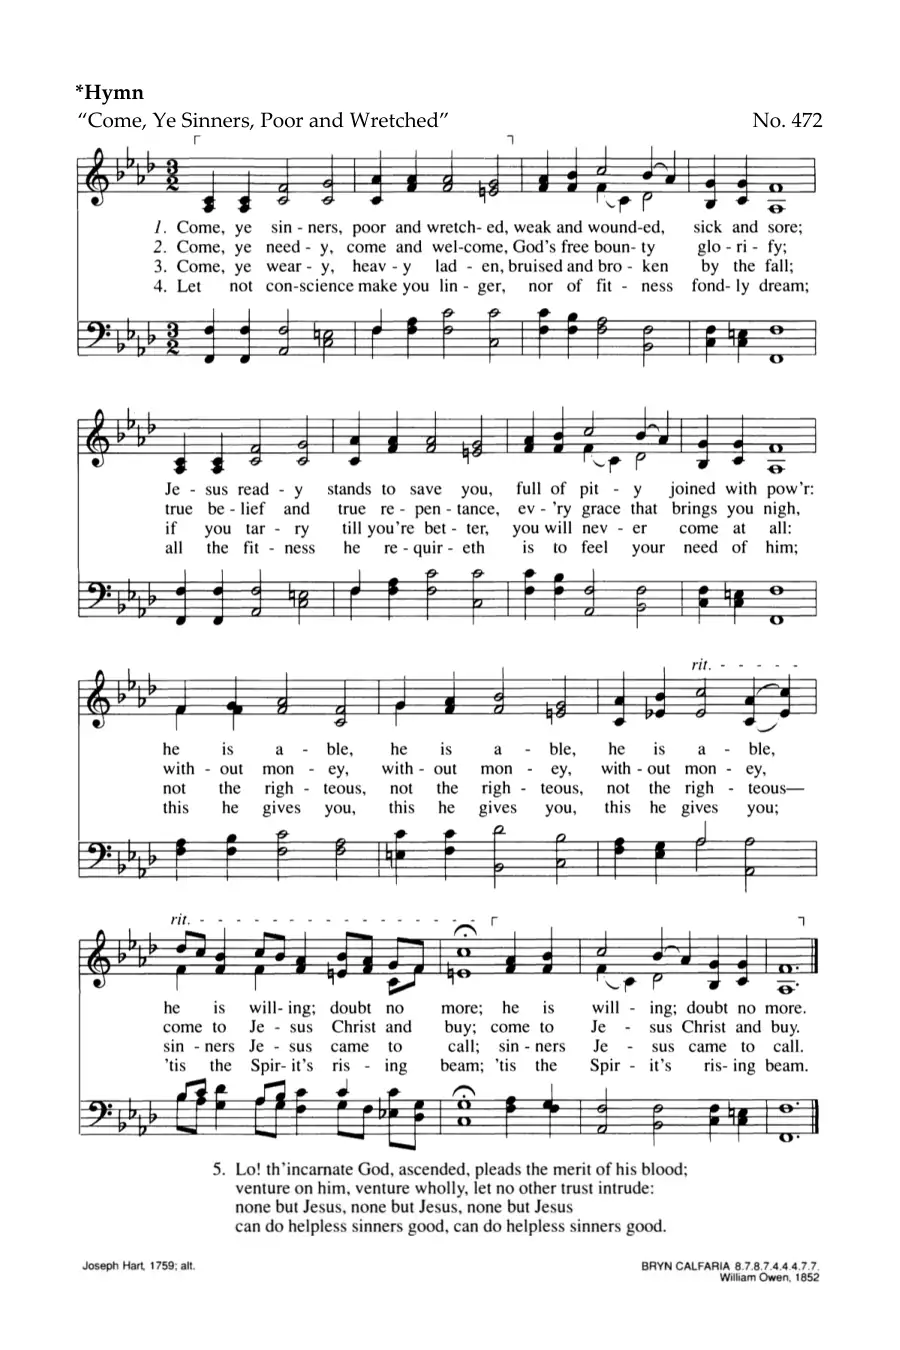 *Hymn
“Come, Ye Sinners, Poor and Wretched” No. 472
1. Come, ye sin - ners, poor and wretch- ed, weak and wound-ed, sick and sore;
2. Come, ye need - y, come and wel-come, God's free boun- ty glo - ri - fy;
3. Come, ye wear - y, heav - y lad - en, bruised and bro - ken by the fall;
4. Let not con-science make you lin - ger, nor of fit - ness fond- ly dream;
Je - sus read - y stands to save you, full of pit - y joined with pow'r:
true be - lief and true re - pen - tance, ev - 'ry grace that brings you nigh,
if you tar - ry till you're bet - ter, you will nev - er come at all:
all the fit - ness he re - quir - eth is to feel your need of him;
rit. - - - - -
he is a - ble, he is a - ble, he is a - ble,
with - out mon - ey, with - out mon - ey, with - out mon - ey,
not the righ - teous, not the righ - teous, not the righ - teous—
this he gives you, this he gives you, this he gives you;
rit. - - - - - - - - - - - - - - - - - - - - -
he is will- ing; doubt no more; he is will - ing; doubt no more.
come to Je - sus Christ and buy; come to Je - sus Christ and buy.
sin - ners Je - sus came to call; sin - ners Je - sus came to call.
'tis the Spir- it's ris - ing beam; 'tis the Spir - it's ris- ing beam.
5. Lo! th'incarnate God, ascended, pleads the merit of his blood;
venture on him, venture wholly, let no other trust intrude:
none but Jesus, none but Jesus, none but Jesus
can do helpless sinners good, can do helpless sinners good.
Joseph Hart, 1759; alt. BRYN CALFARIA 8.7.8.7.4.4.4.7.7.
William Owen, 1852